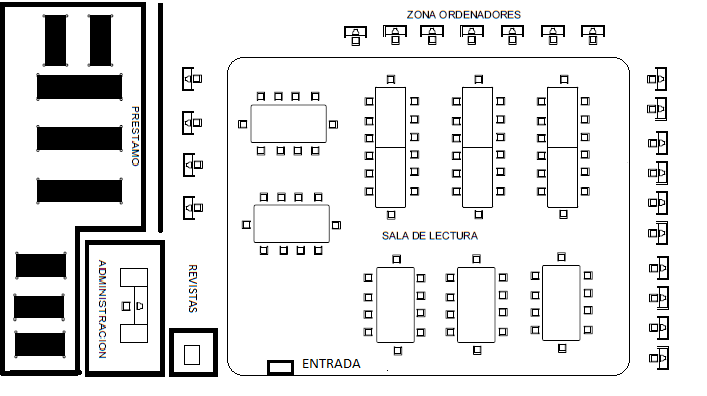 ZONA ORDENADORES
PRESTAMO
SALA DE LECTURA
ADMINISTRACION
REVISTAS
ENTRADA